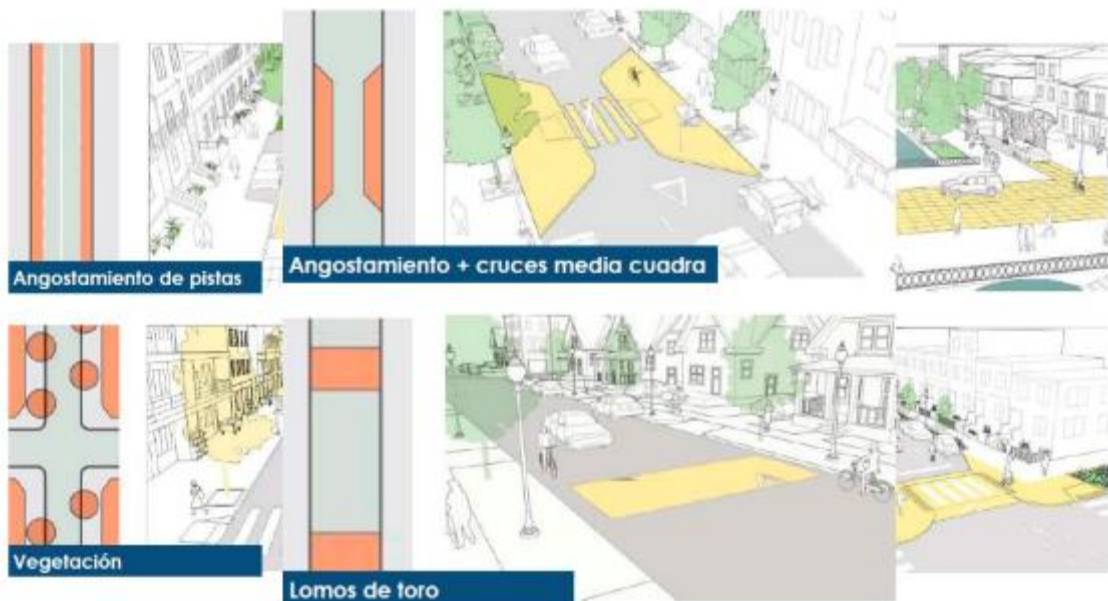 Angostamiento de pistas
Angostamiento + cruces media cuadra
Vegetación
Lomos de toro